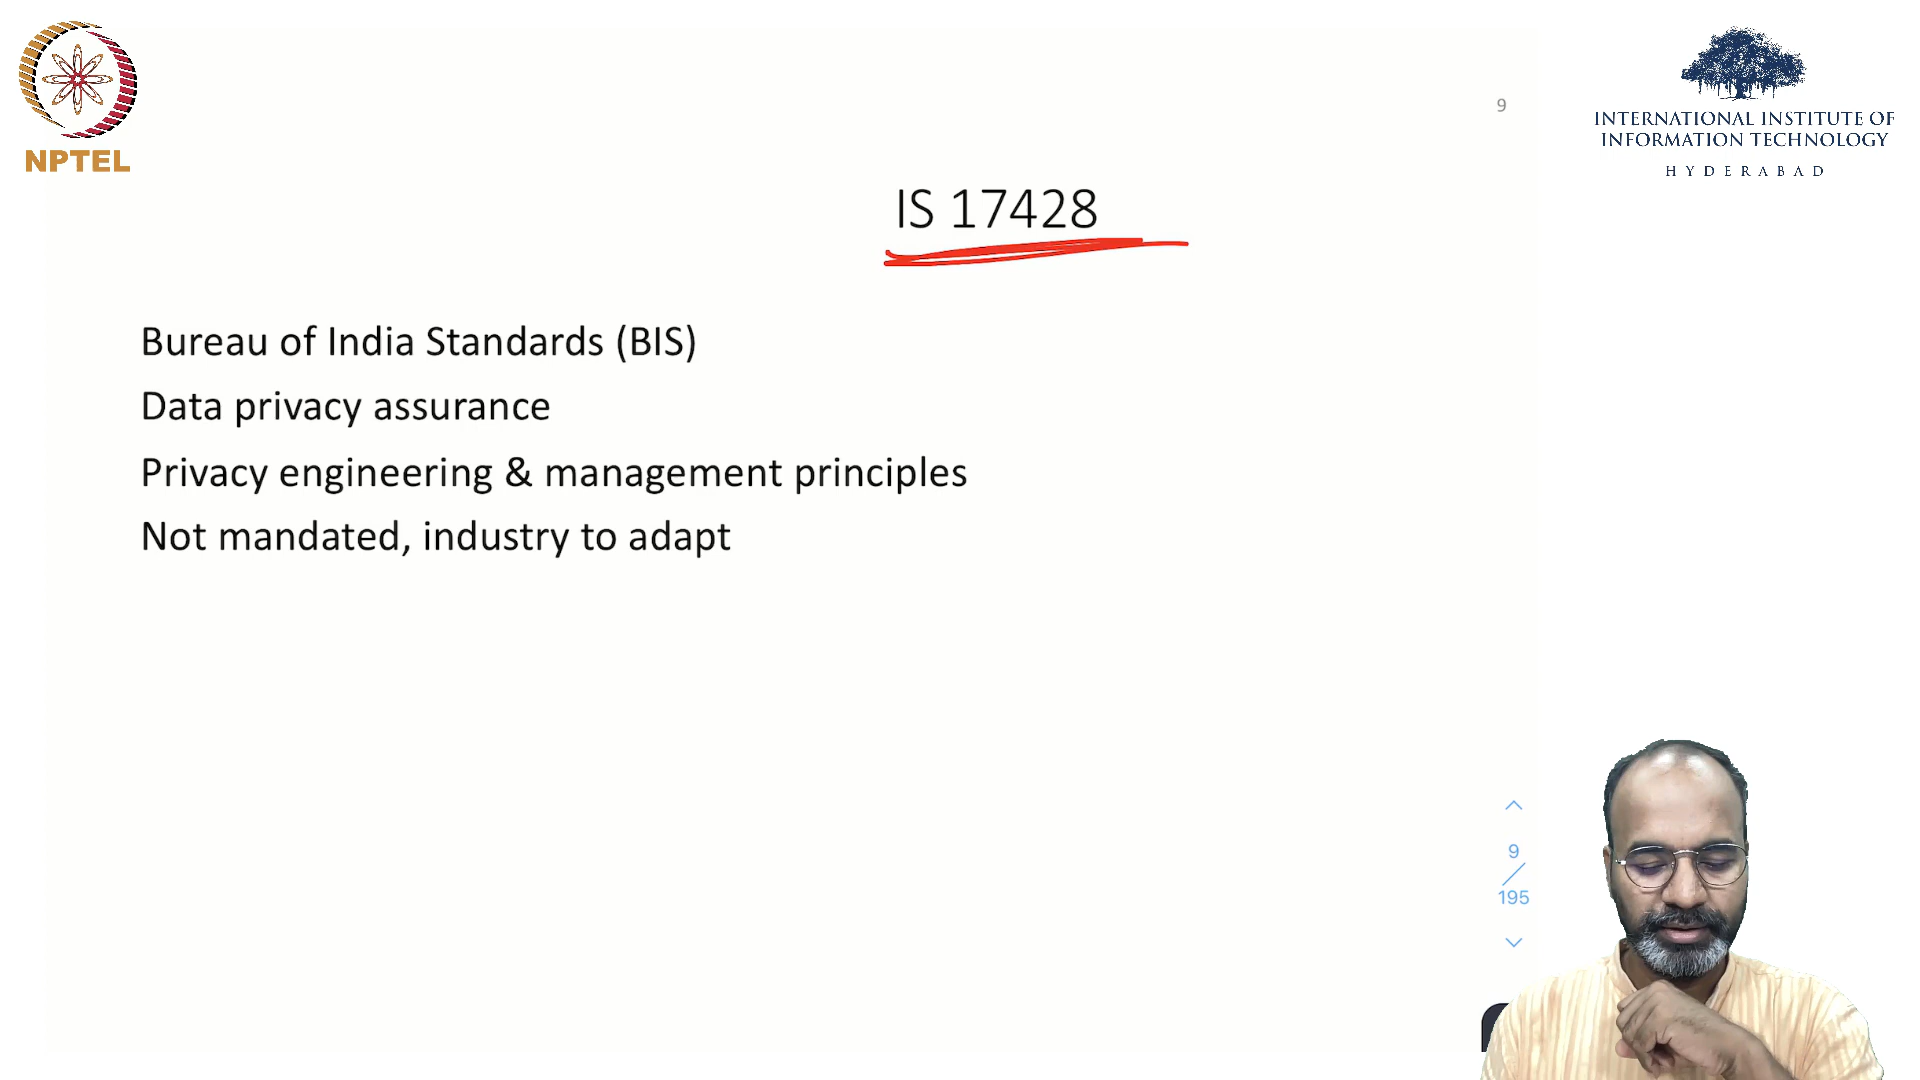 NPTEL
9
INTERNATIONAL INSTITUTE OF
INFORMATION TECHNOLOGY
HYDERABAD
IS 17428
Bureau of India Standards (BIS)
Data privacy assurance
Privacy engineering & management principles
Not mandated, industry to adapt
9
195